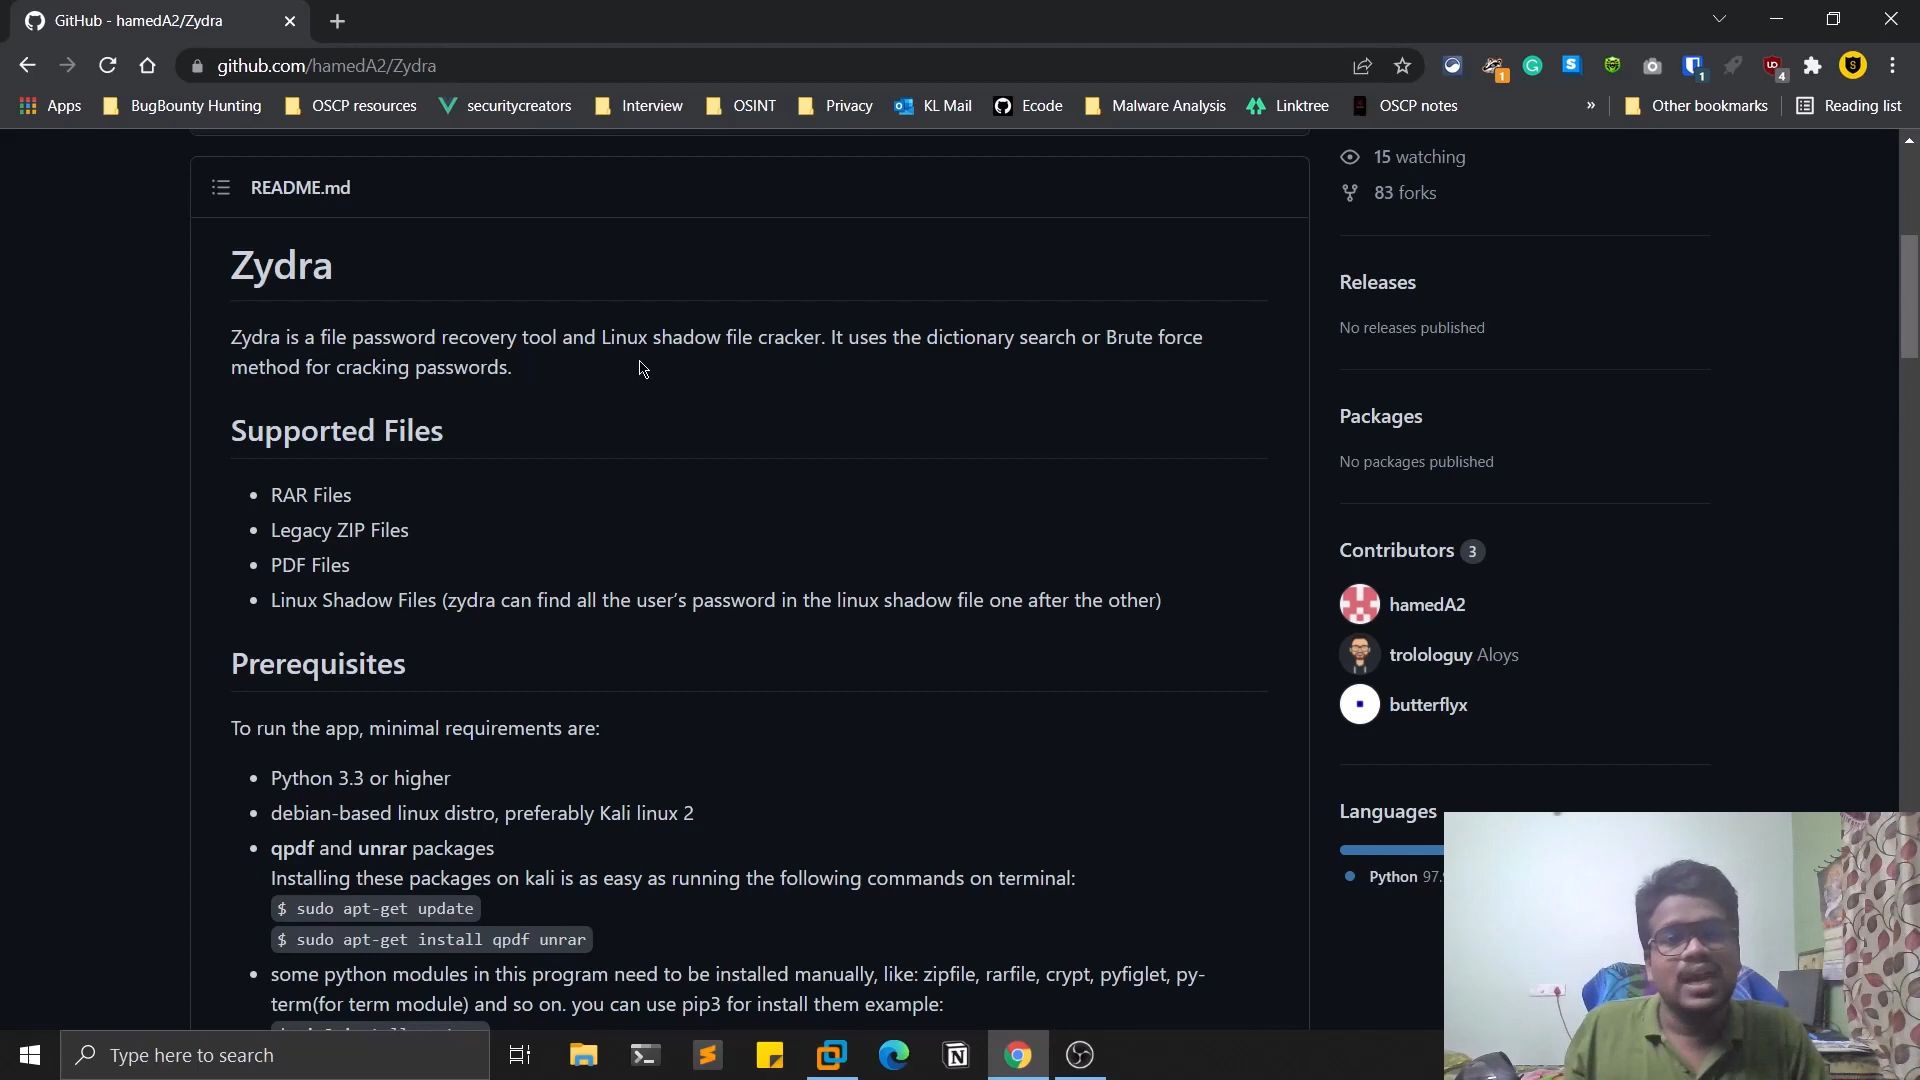 GitHub - hamedA2/Zydra
github.com/hamedA2/Zydra
1
1
4
Apps
BugBounty Hunting
OSCP resources
securitycreators
Interview
OSINT
Privacy
KL Mail
Ecode
Malware Analysis
Linktree
OSCP notes
»
Other bookmarks
Reading list
README.md
Zydra
Zydra is a file password recovery tool and Linux shadow file cracker. It uses the dictionary search or Brute force
method for cracking passwords.
Supported Files
RAR Files
Legacy ZIP Files
PDF Files
Linux Shadow Files (zydra can find all the user’s password in the linux shadow file one after the other)
Prerequisites
To run the app, minimal requirements are:
Python 3.3 or higher
debian-based linux distro, preferably Kali linux 2
qpdf and unrar packages
Installing these packages on kali is as easy as running the following commands on terminal:
$ sudo apt-get update
$ sudo apt-get install qpdf unrar
some python modules in this program need to be installed manually, like: zipfile, rarfile, crypt, pyfiglet, py-
term(for term module) and so on. you can use pip3 for install them example:
15 watching
83 forks
Releases
No releases published
Packages
No packages published
Contributors 3
hamedA2
trolologuy Aloys
butterflyx
Languages
Python 97.
Type here to search